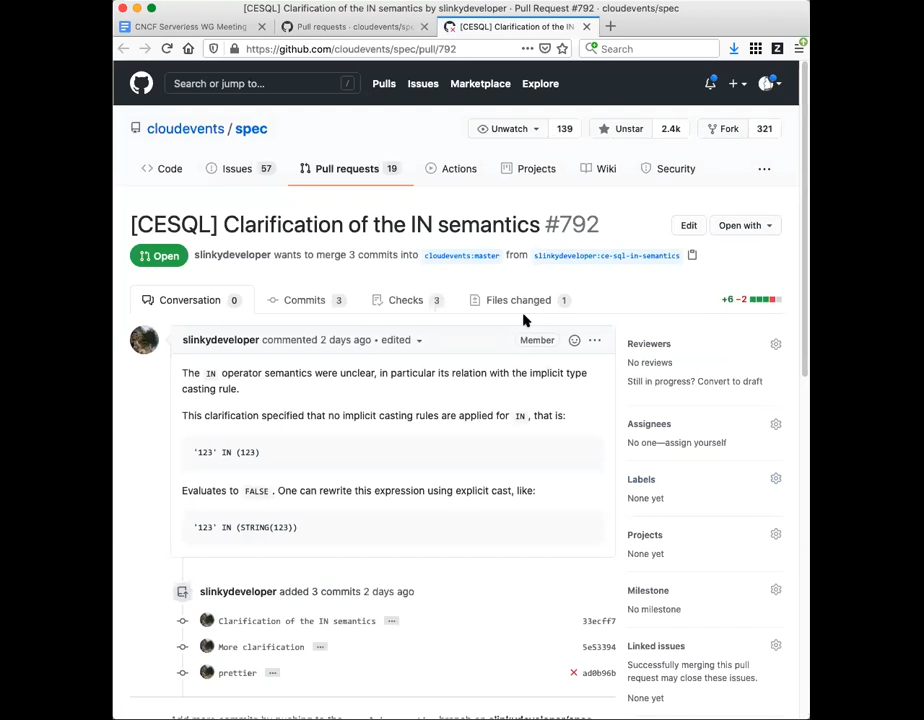 [CESQL] Clarification of the IN semantics by slinkydeveloper · Pull Request #792 · cloudevents/spec
CNCF Serverless WG Meeting
Pull requests · cloudevents/sp
[CESQL] Clarification of the IN
https://github.com/cloudevents/spec/pull/792
Search
Search or jump to... /
Pulls Issues Marketplace Explore
cloudevents / spec
Unwatch 139 Unstar 2.4k Fork 321
Code Issues 57 Pull requests 19 Actions Projects Wiki Security
[CESQL] Clarification of the IN semantics #792
Edit Open with
Open slinkydeveloper wants to merge 3 commits into cloudevents:master from slinkydeveloper:ce-sql-in-semantics
Conversation 0 Commits 3 Checks 3 Files changed 1 +6 −2
slinkydeveloper commented 2 days ago • edited Member
The IN operator semantics were unclear, in particular its relation with the implicit type
casting rule.
This clarification specified that no implicit casting rules are applied for IN, that is:
'123' IN (123)
Evaluates to FALSE. One can rewrite this expression using explicit cast, like:
'123' IN (STRING(123))
slinkydeveloper added 3 commits 2 days ago
Clarification of the IN semantics ... 33ecff7
More clarification ... 5e53394
prettier ... ad0b96b
Reviewers
No reviews
Still in progress? Convert to draft
Assignees
No one—assign yourself
Labels
None yet
Projects
None yet
Milestone
No milestone
Linked issues
Successfully merging this pull
request may close these issues.
None yet